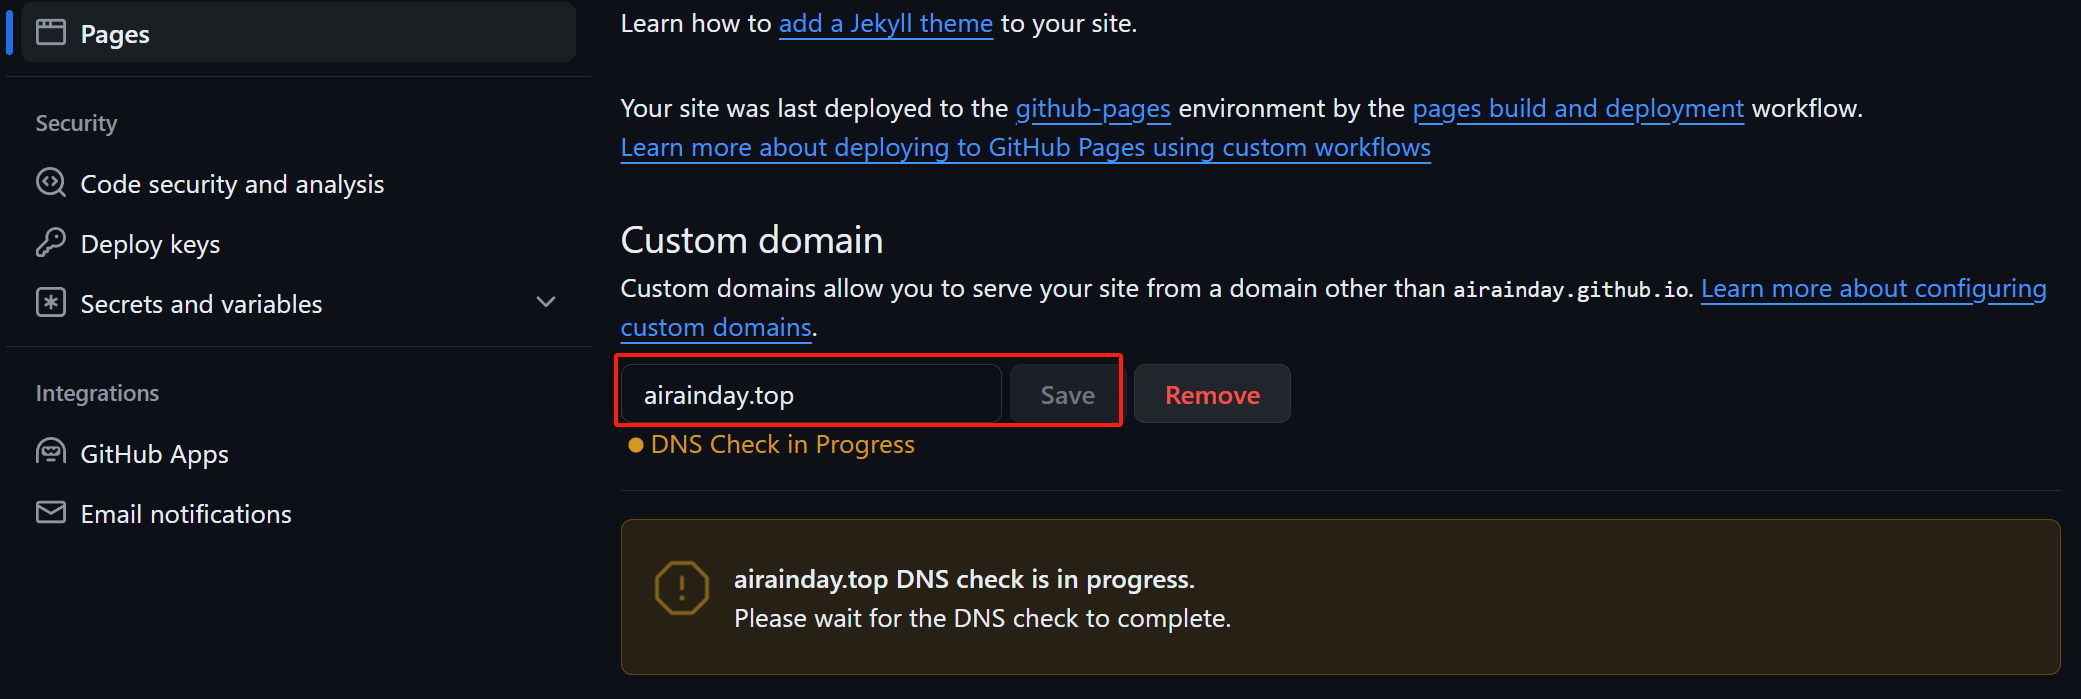 Pages
Security
Code security and analysis
Deploy keys
Secrets and variables
Integrations
GitHub Apps
Email notifications
Learn how to add a Jekyll theme to your site.
Your site was last deployed to the github-pages environment by the pages build and deployment workflow.
Learn more about deploying to GitHub Pages using custom workflows
Custom domain
Custom domains allow you to serve your site from a domain other than airainday.github.io. Learn more about configuring
custom domains.
airainday.top Save Remove
DNS Check in Progress
airainday.top DNS check is in progress.
Please wait for the DNS check to complete.